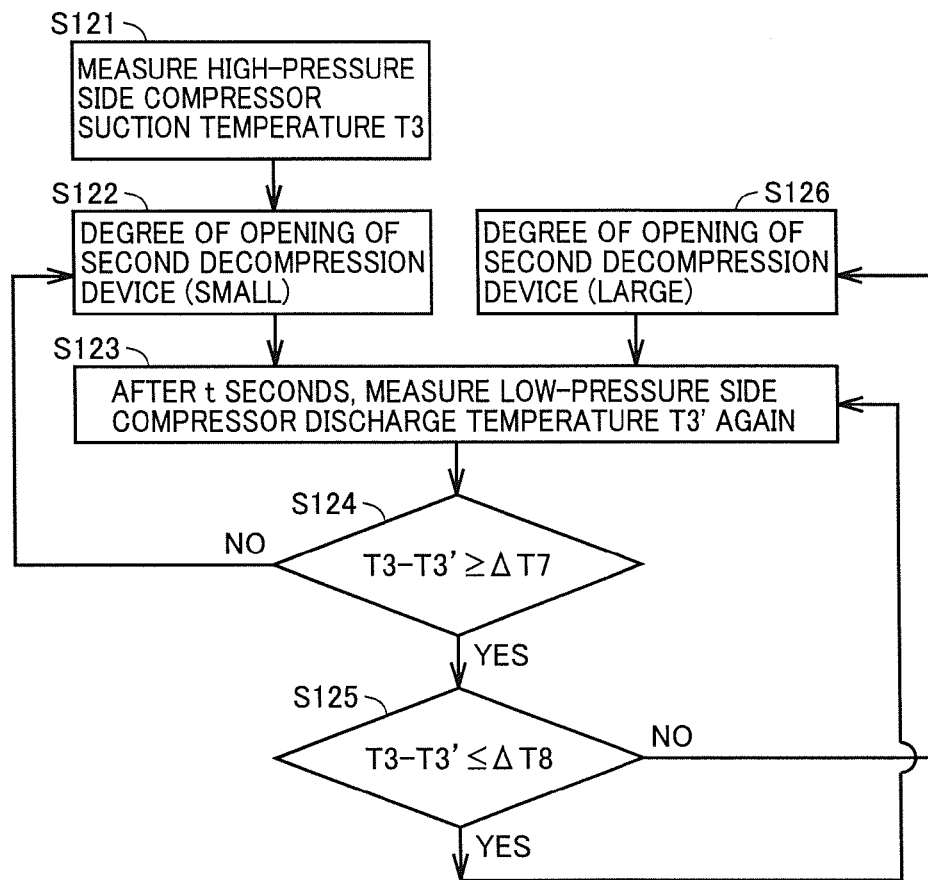 S121
MEASURE HIGH-PRESSURE
SIDE COMPRESSOR
SUCTION TEMPERATURE T3
S122
DEGREE OF OPENING OF
SECOND DECOMPRESSION
DEVICE (SMALL)
S126
DEGREE OF OPENING OF
SECOND DECOMPRESSION
DEVICE (LARGE)
S123
AFTER t SECONDS, MEASURE LOW-PRESSURE SIDE
COMPRESSOR DISCHARGE TEMPERATURE T3' AGAIN
S124
NO
T3-T3' ≧ Δ T7
YES
S125
T3-T3' ≦ Δ T8
NO
YES